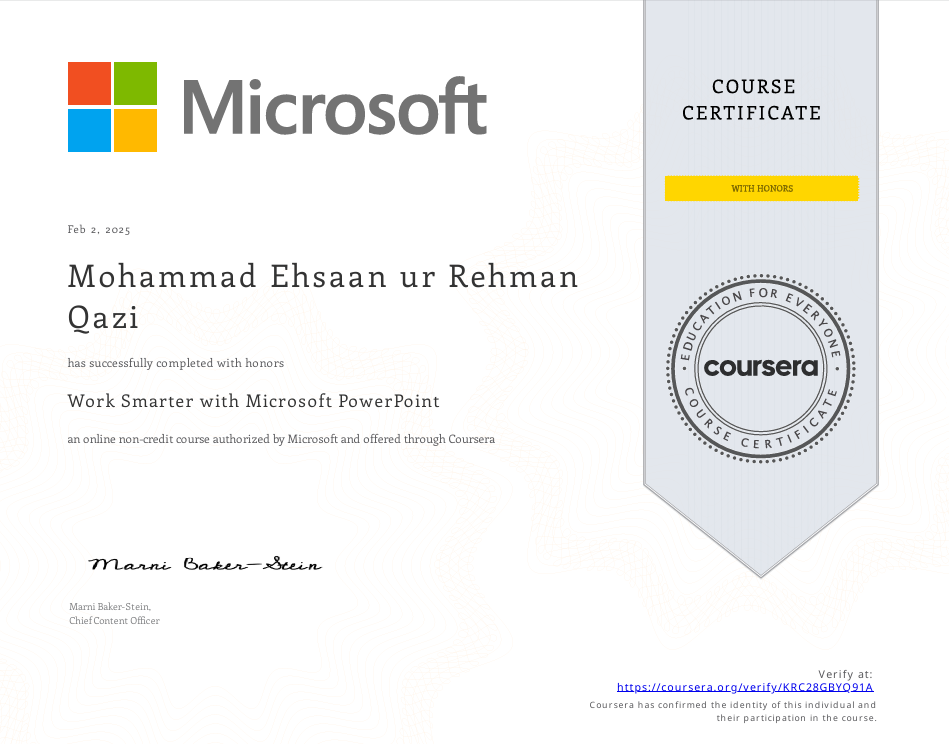 Microsoft
COURSE
CERTIFICATE
WITH HONORS
Feb 2, 2025
Mohammad Ehsaan ur Rehman
Qazi
has successfully completed with honors
Work Smarter with Microsoft PowerPoint
an online non-credit course authorized by Microsoft and offered through Coursera
EDUCATION FOR EVERYONE
coursera
COURSE CERTIFICATE
Marni Baker-Stein
Marni Baker-Stein,
Chief Content Officer
Verify at:
https://coursera.org/verify/KRC28GBYQ91A
Coursera has confirmed the identity of this individual and
their participation in the course.